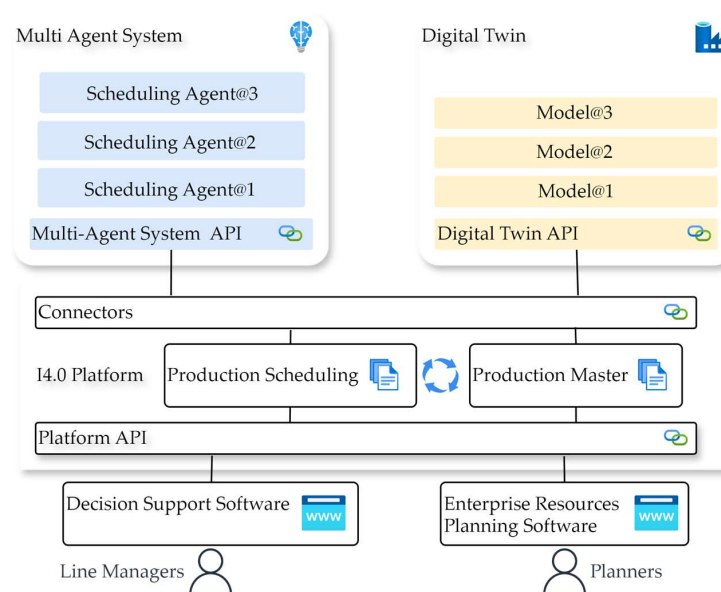 Multi Agent System
Digital Twin
Scheduling Agent@3
Scheduling Agent@2
Scheduling Agent@1
Multi-Agent System API
Model@3
Model@2
Model@1
Digital Twin API
Connectors
I4.0 Platform
Production Scheduling
Production Master
Platform API
Decision Support Software
www
Enterprise Resources
Planning Software
www
Line Managers
Planners